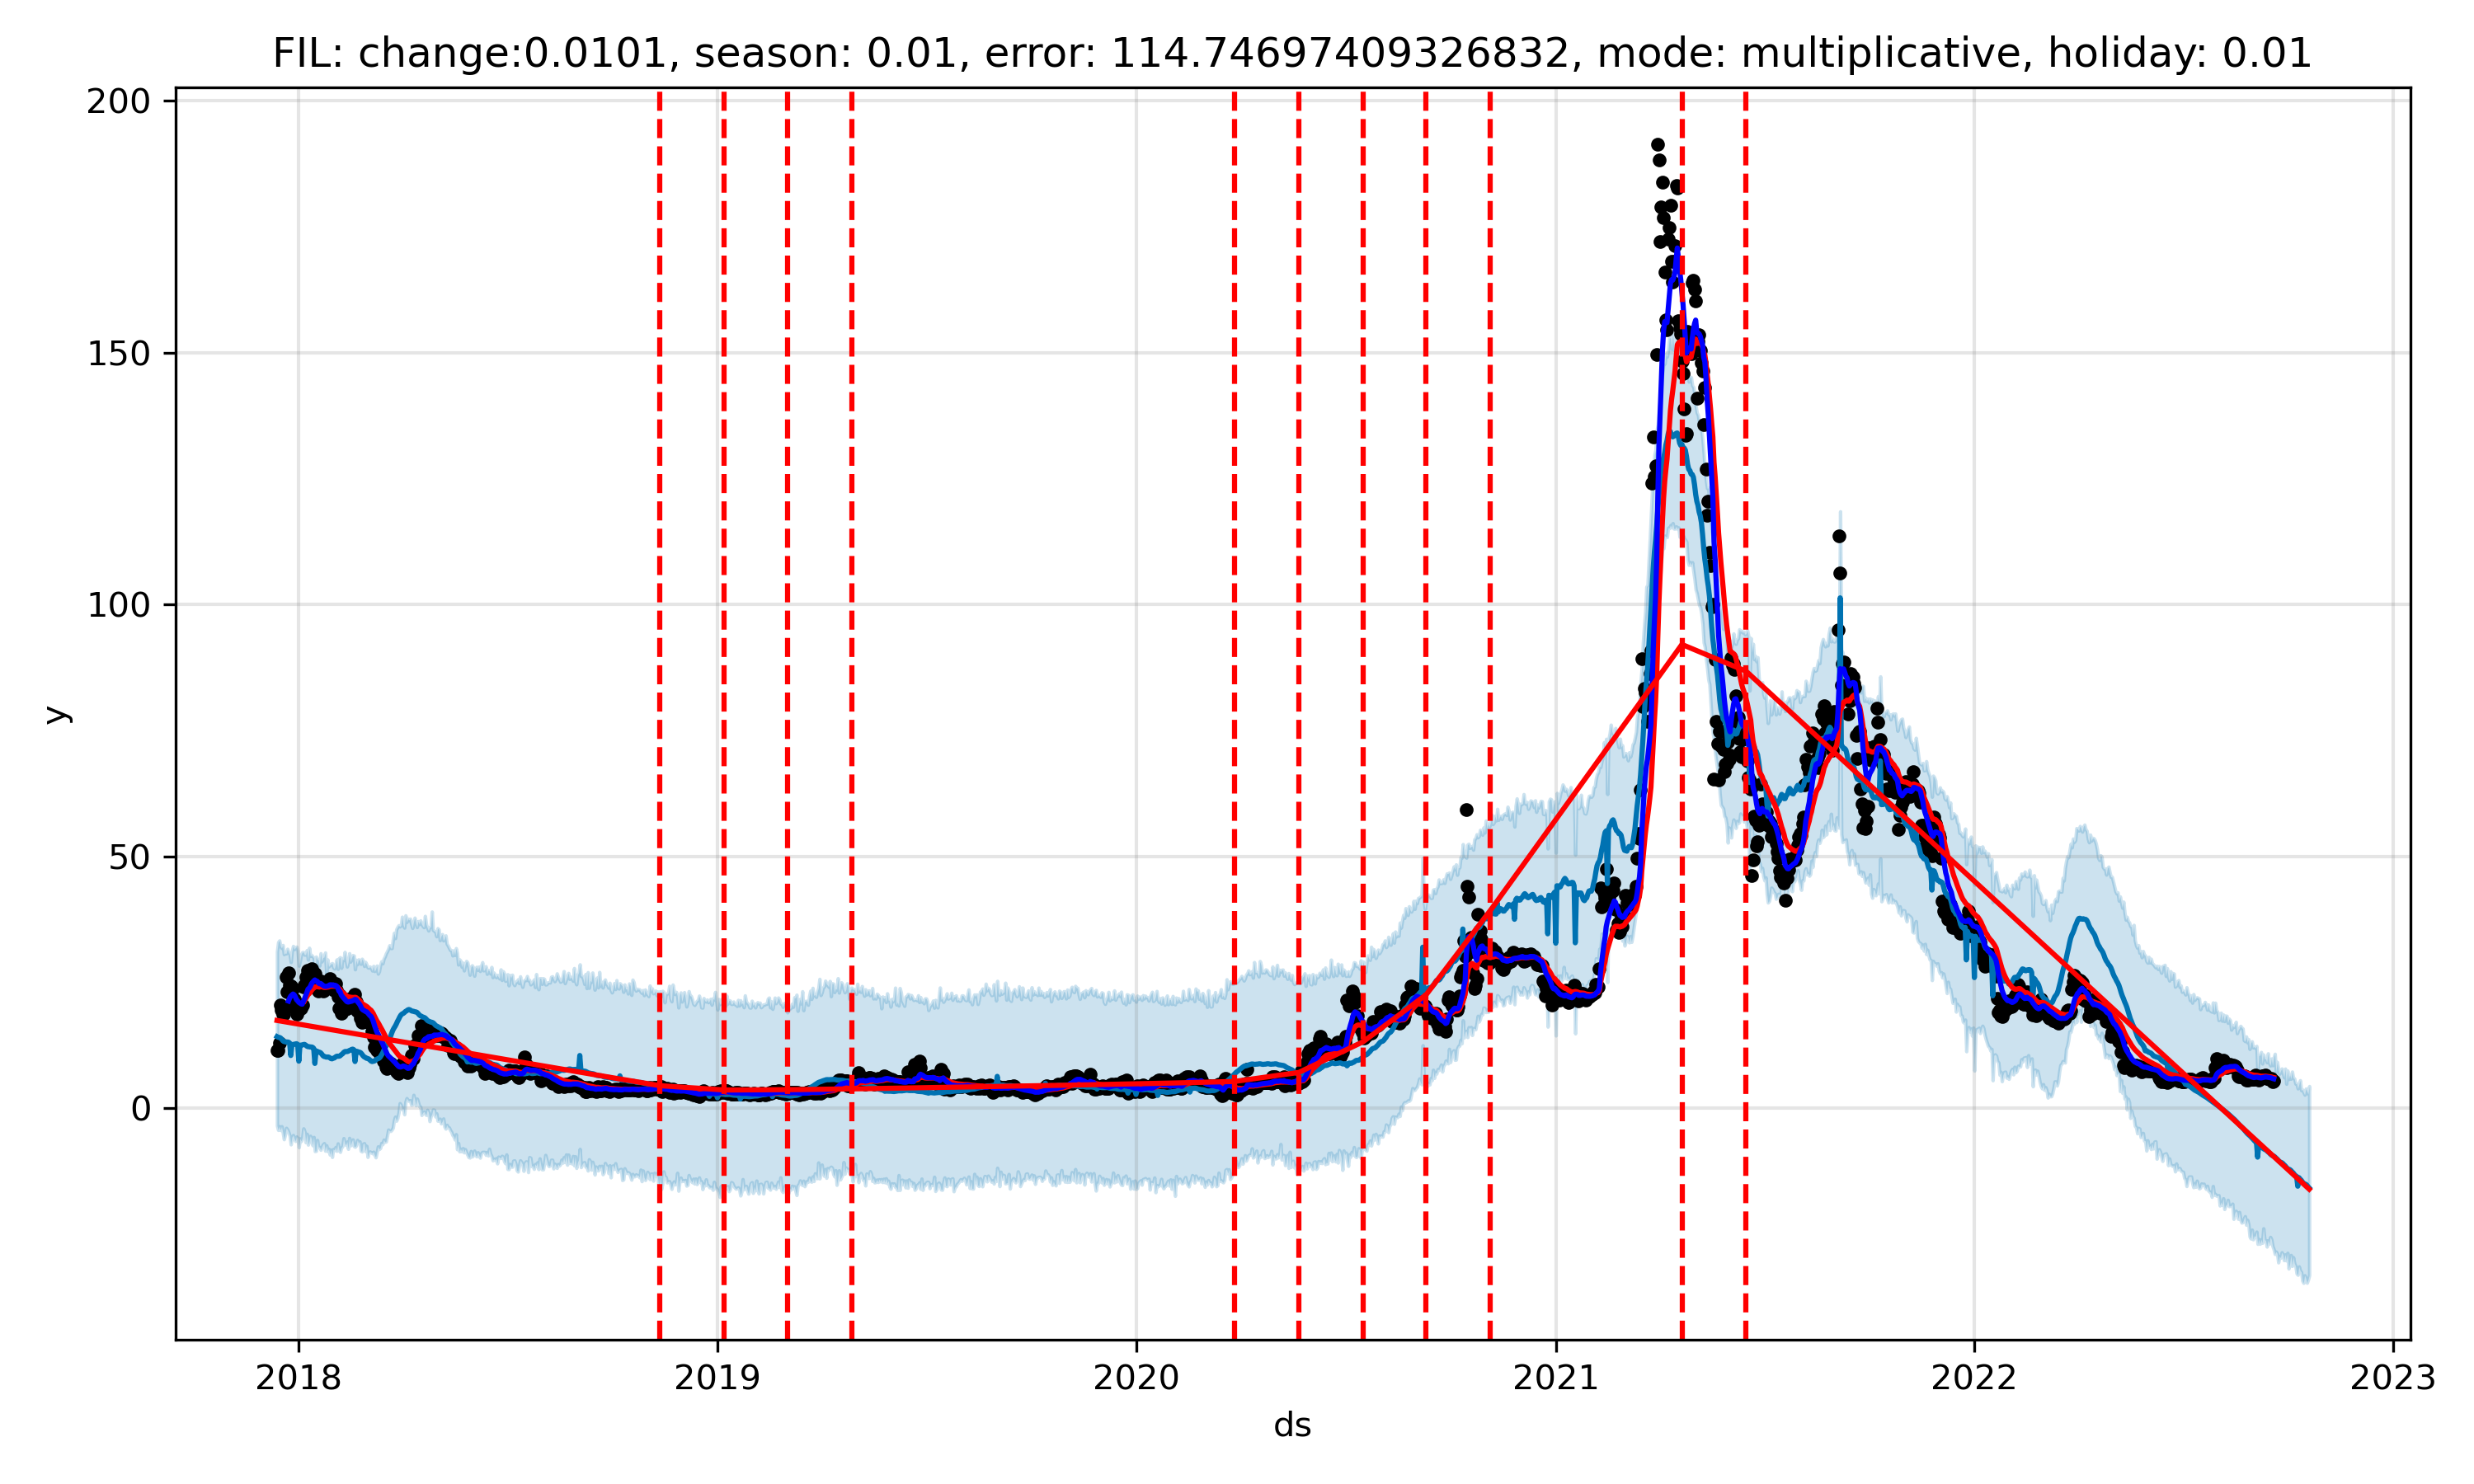 FIL: change:0.0101, season: 0.01, error: 114.74697409326832, mode: multiplicative, holiday: 0.01
200
150
100
50
0
y
2018 2019 2020 2021 2022 2023
ds